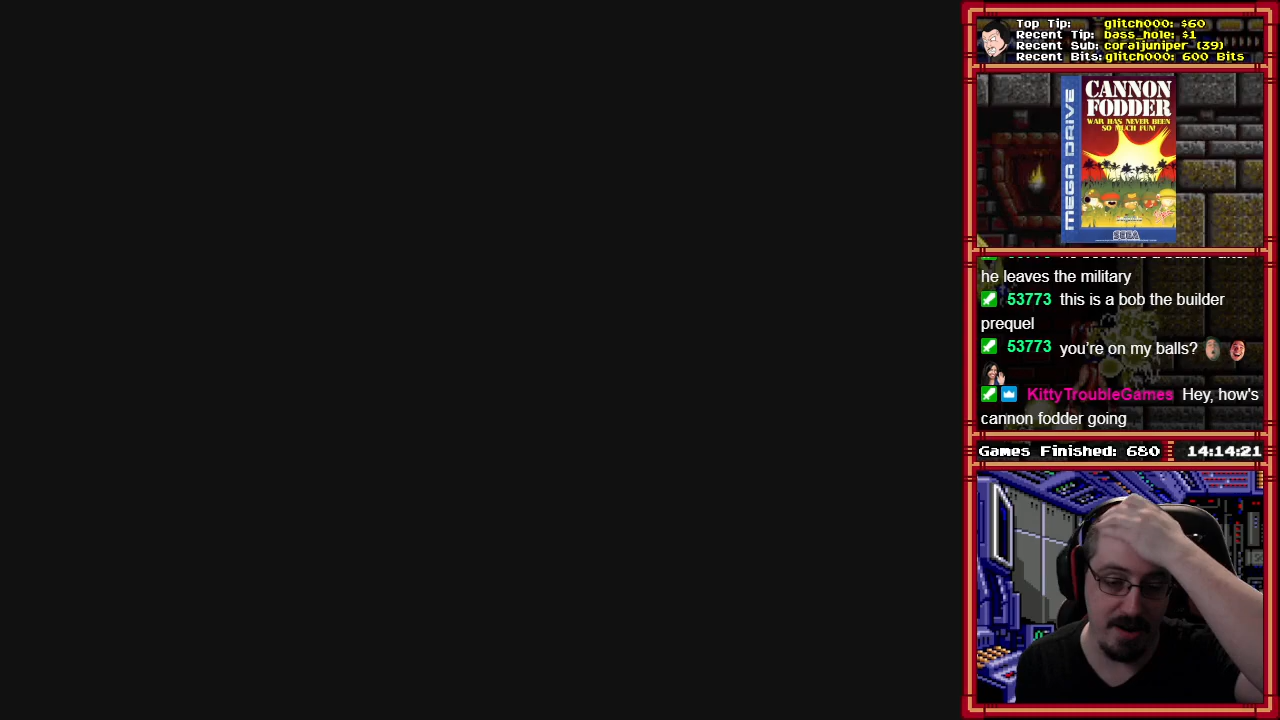 Top Tip: glitch000: $60
Recent Tip: bass_hole: $1
Recent Sub: coraljuniper (39)
Recent Bits: glitch000: 600 Bits
MEGA DRIVE
CANNON
FODDER
WAR HAS NEVER BEEN
SO MUCH FUN!
SEGA
he leaves the military
53773 this is a bob the builder
prequel
53773 you're on my balls?
KittyTroubleGames Hey, how's
cannon fodder going
Games Finished: 680
14:14:21